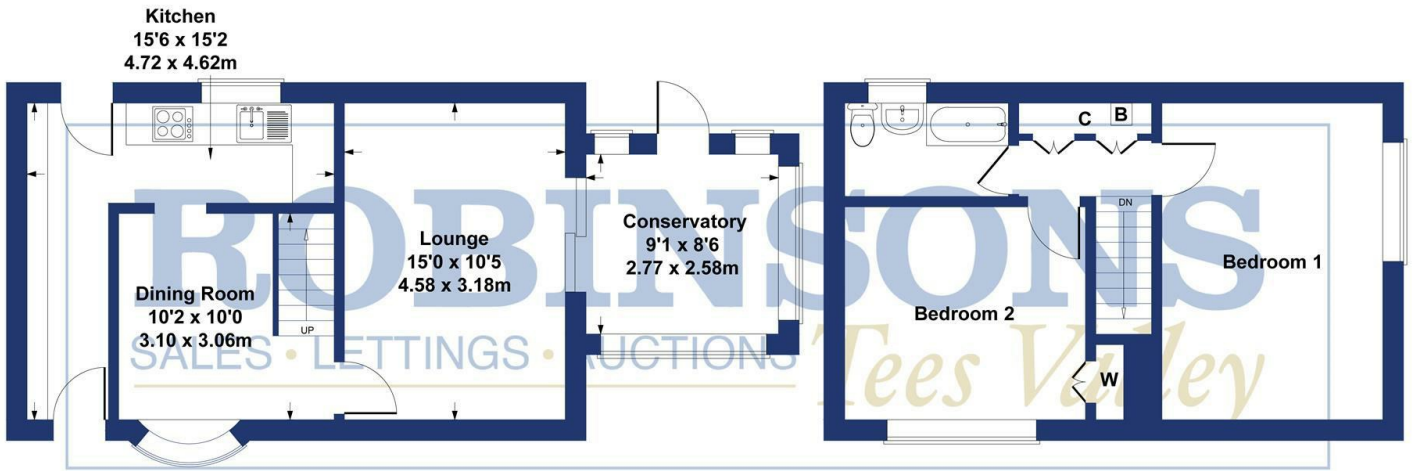 Kitchen
15'6 x 15'2
4.72 x 4.62m
Dining Room
10'2 x 10'0
3.10 x 3.06m
UP
Lounge
15'0 x 10'5
4.58 x 3.18m
Conservatory
9'1 x 8'6
2.77 x 2.58m
C
B
DN
Bedroom 1
Bedroom 2
W
ROBINSONS
SALES • LETTINGS • AUCTIONS
Tees Valley